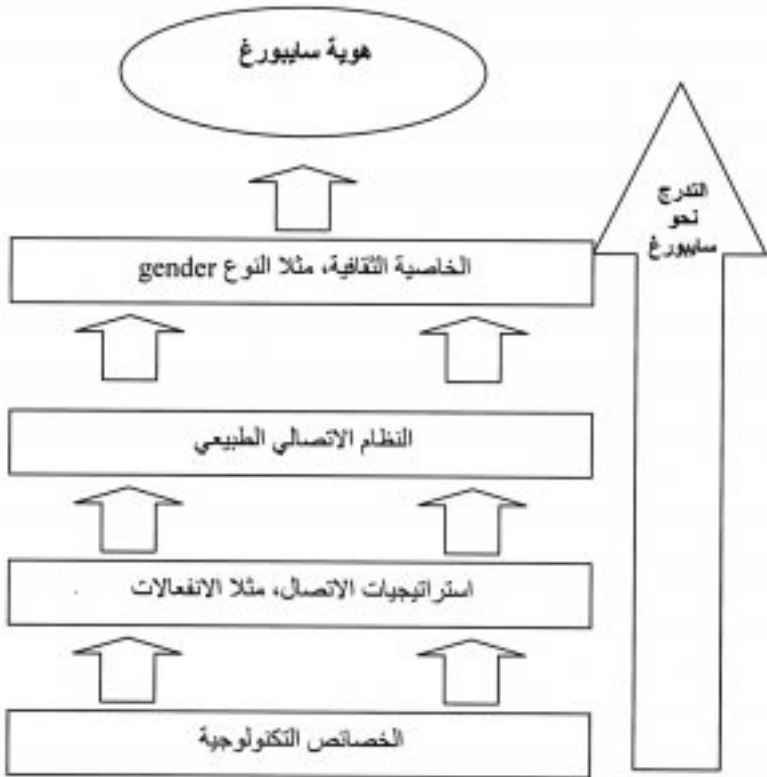 هوية سايبورغ
التدرج
نحو
سايبورغ
الخاصية الثقافية، مثلا النوع gender
النظام الاتصالي الطبيعي
استراتيجيات الاتصال، مثلا الانفعالات
الخصائص التكنولوجية